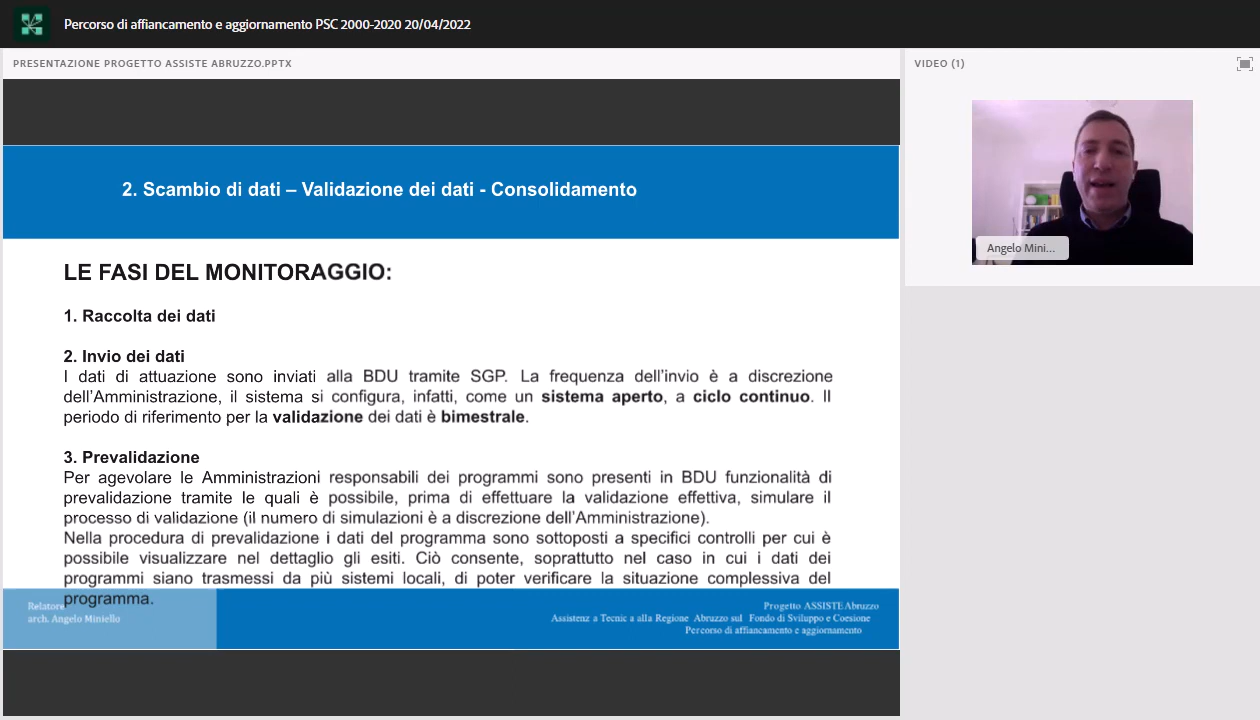 Percorso di affiancamento e aggiornamento PSC 2000-2020 20/04/2022
PRESENTAZIONE PROGETTO ASSISTE ABRUZZO.PPTX
VIDEO (1)
2. Scambio di dati – Validazione dei dati - Consolidamento
LE FASI DEL MONITORAGGIO:
1. Raccolta dei dati
2. Invio dei dati
I dati di attuazione sono inviati alla BDU tramite SGP. La frequenza dell'invio è a discrezione
dell'Amministrazione, il sistema si configura, infatti, come un sistema aperto, a ciclo continuo. Il
periodo di riferimento per la validazione dei dati è bimestrale.
3. Prevalidazione
Per agevolare le Amministrazioni responsabili dei programmi sono presenti in BDU funzionalità di
prevalidazione tramite le quali è possibile, prima di effettuare la validazione effettiva, simulare il
processo di validazione (il numero di simulazioni è a discrezione dell'Amministrazione).
Nella procedura di prevalidazione i dati del programma sono sottoposti a specifici controlli per cui è
possibile visualizzare nel dettaglio gli esiti. Ciò consente, soprattutto nel caso in cui i dati dei
programmi siano trasmessi da più sistemi locali, di poter verificare la situazione complessiva del
programma.
Relatore
arch. Angelo Miniello
Progetto ASSISTE Abruzzo
Assistenz a Tecnic a alla Regione Abruzzo sul Fondo di Sviluppo e Coesione
Percorso di affiancamento e aggiornamento
Angelo Mini...